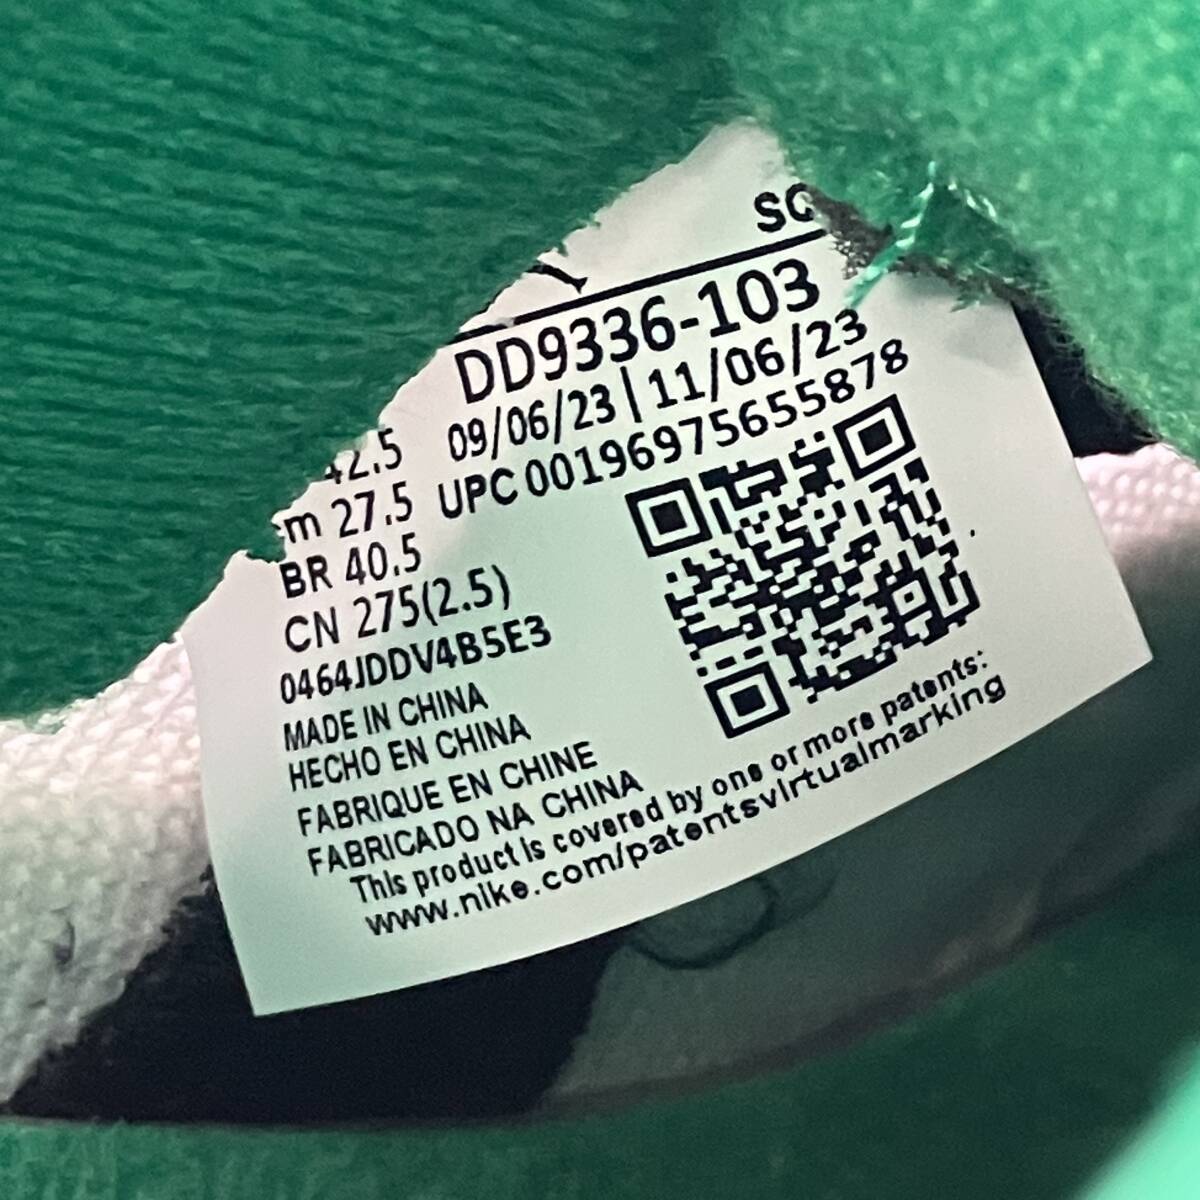 DD9336-103
42.5 09/06/23 | 11/06/23
27.5 UPC 00196975655878
BR 40.5
CN 275(2.5)
0464JDDV4B5E3
MADE IN CHINA
HECHO EN CHINA
FABRIQUE EN CHINE
FABRICADO NA CHINA
This product is covered by one or more patents:
www.nike.com/patentsvirtualmarking